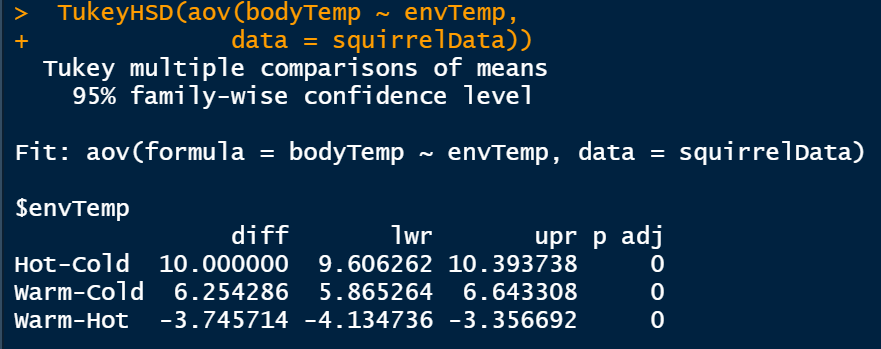 >  TukeyHSD(aov(bodyTemp ~ envTemp,
+               data = squirrelData))
  Tukey multiple comparisons of means
    95% family-wise confidence level

Fit: aov(formula = bodyTemp ~ envTemp, data = squirrelData)

$envTemp
               diff       lwr       upr p adj
Hot-Cold  10.000000  9.606262 10.393738     0
Warm-Cold  6.254286  5.865264  6.643308     0
Warm-Hot  -3.745714 -4.134736 -3.356692     0